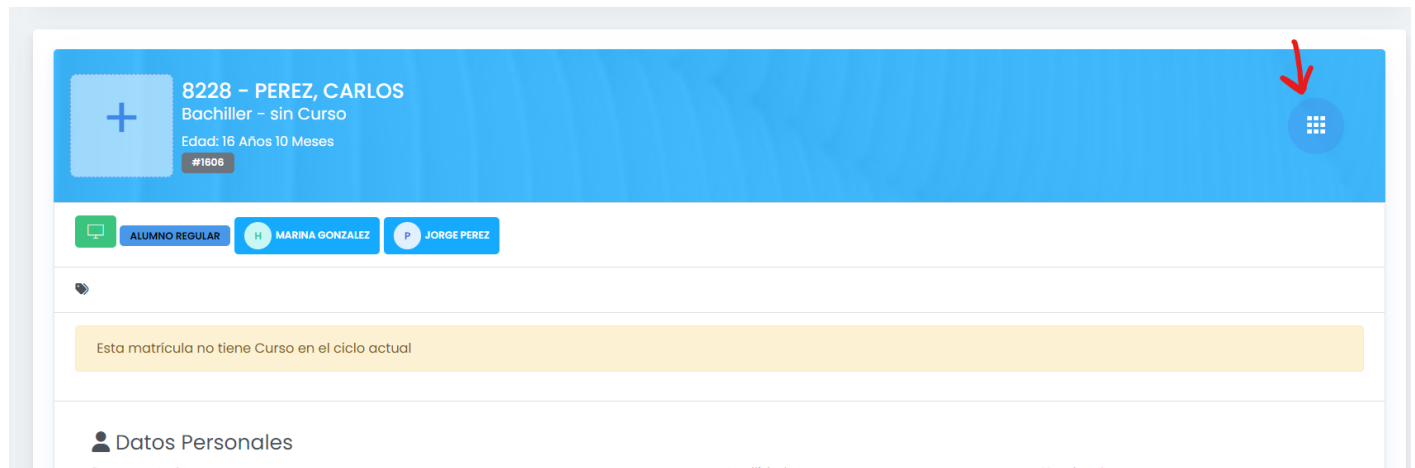 8228 - PEREZ, CARLOS
Bachiller - sin Curso
Edad: 16 Años 10 Meses
#1606
ALUMNO REGULAR
H MARINA GONZALEZ
P JORGE PEREZ
Esta matrícula no tiene Curso en el ciclo actual
Datos Personales